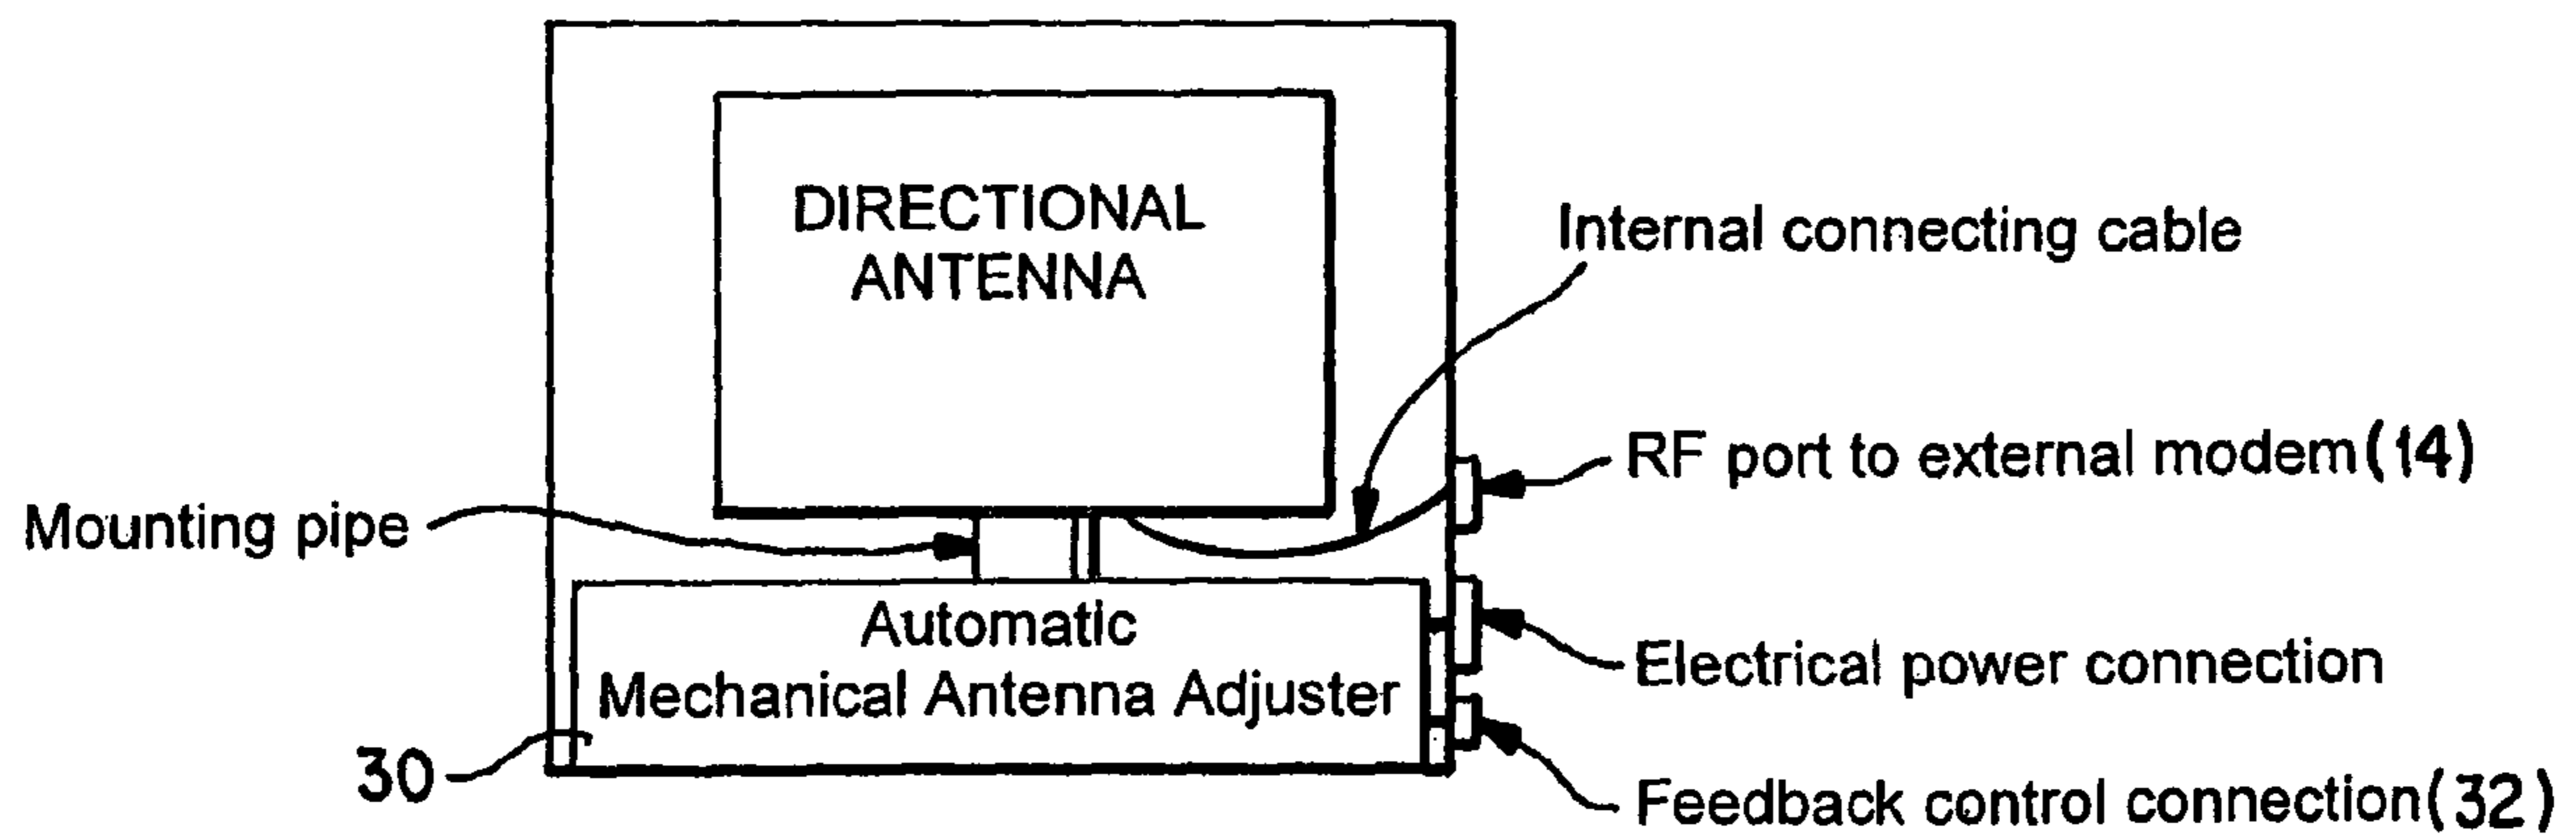 DIRECTIONAL
ANTENNA
Internal connecting cable
RF port to external modem(14)
Mounting pipe
Automatic
Mechanical Antenna Adjuster
Electrical power connection
30
Feedback control connection(32)